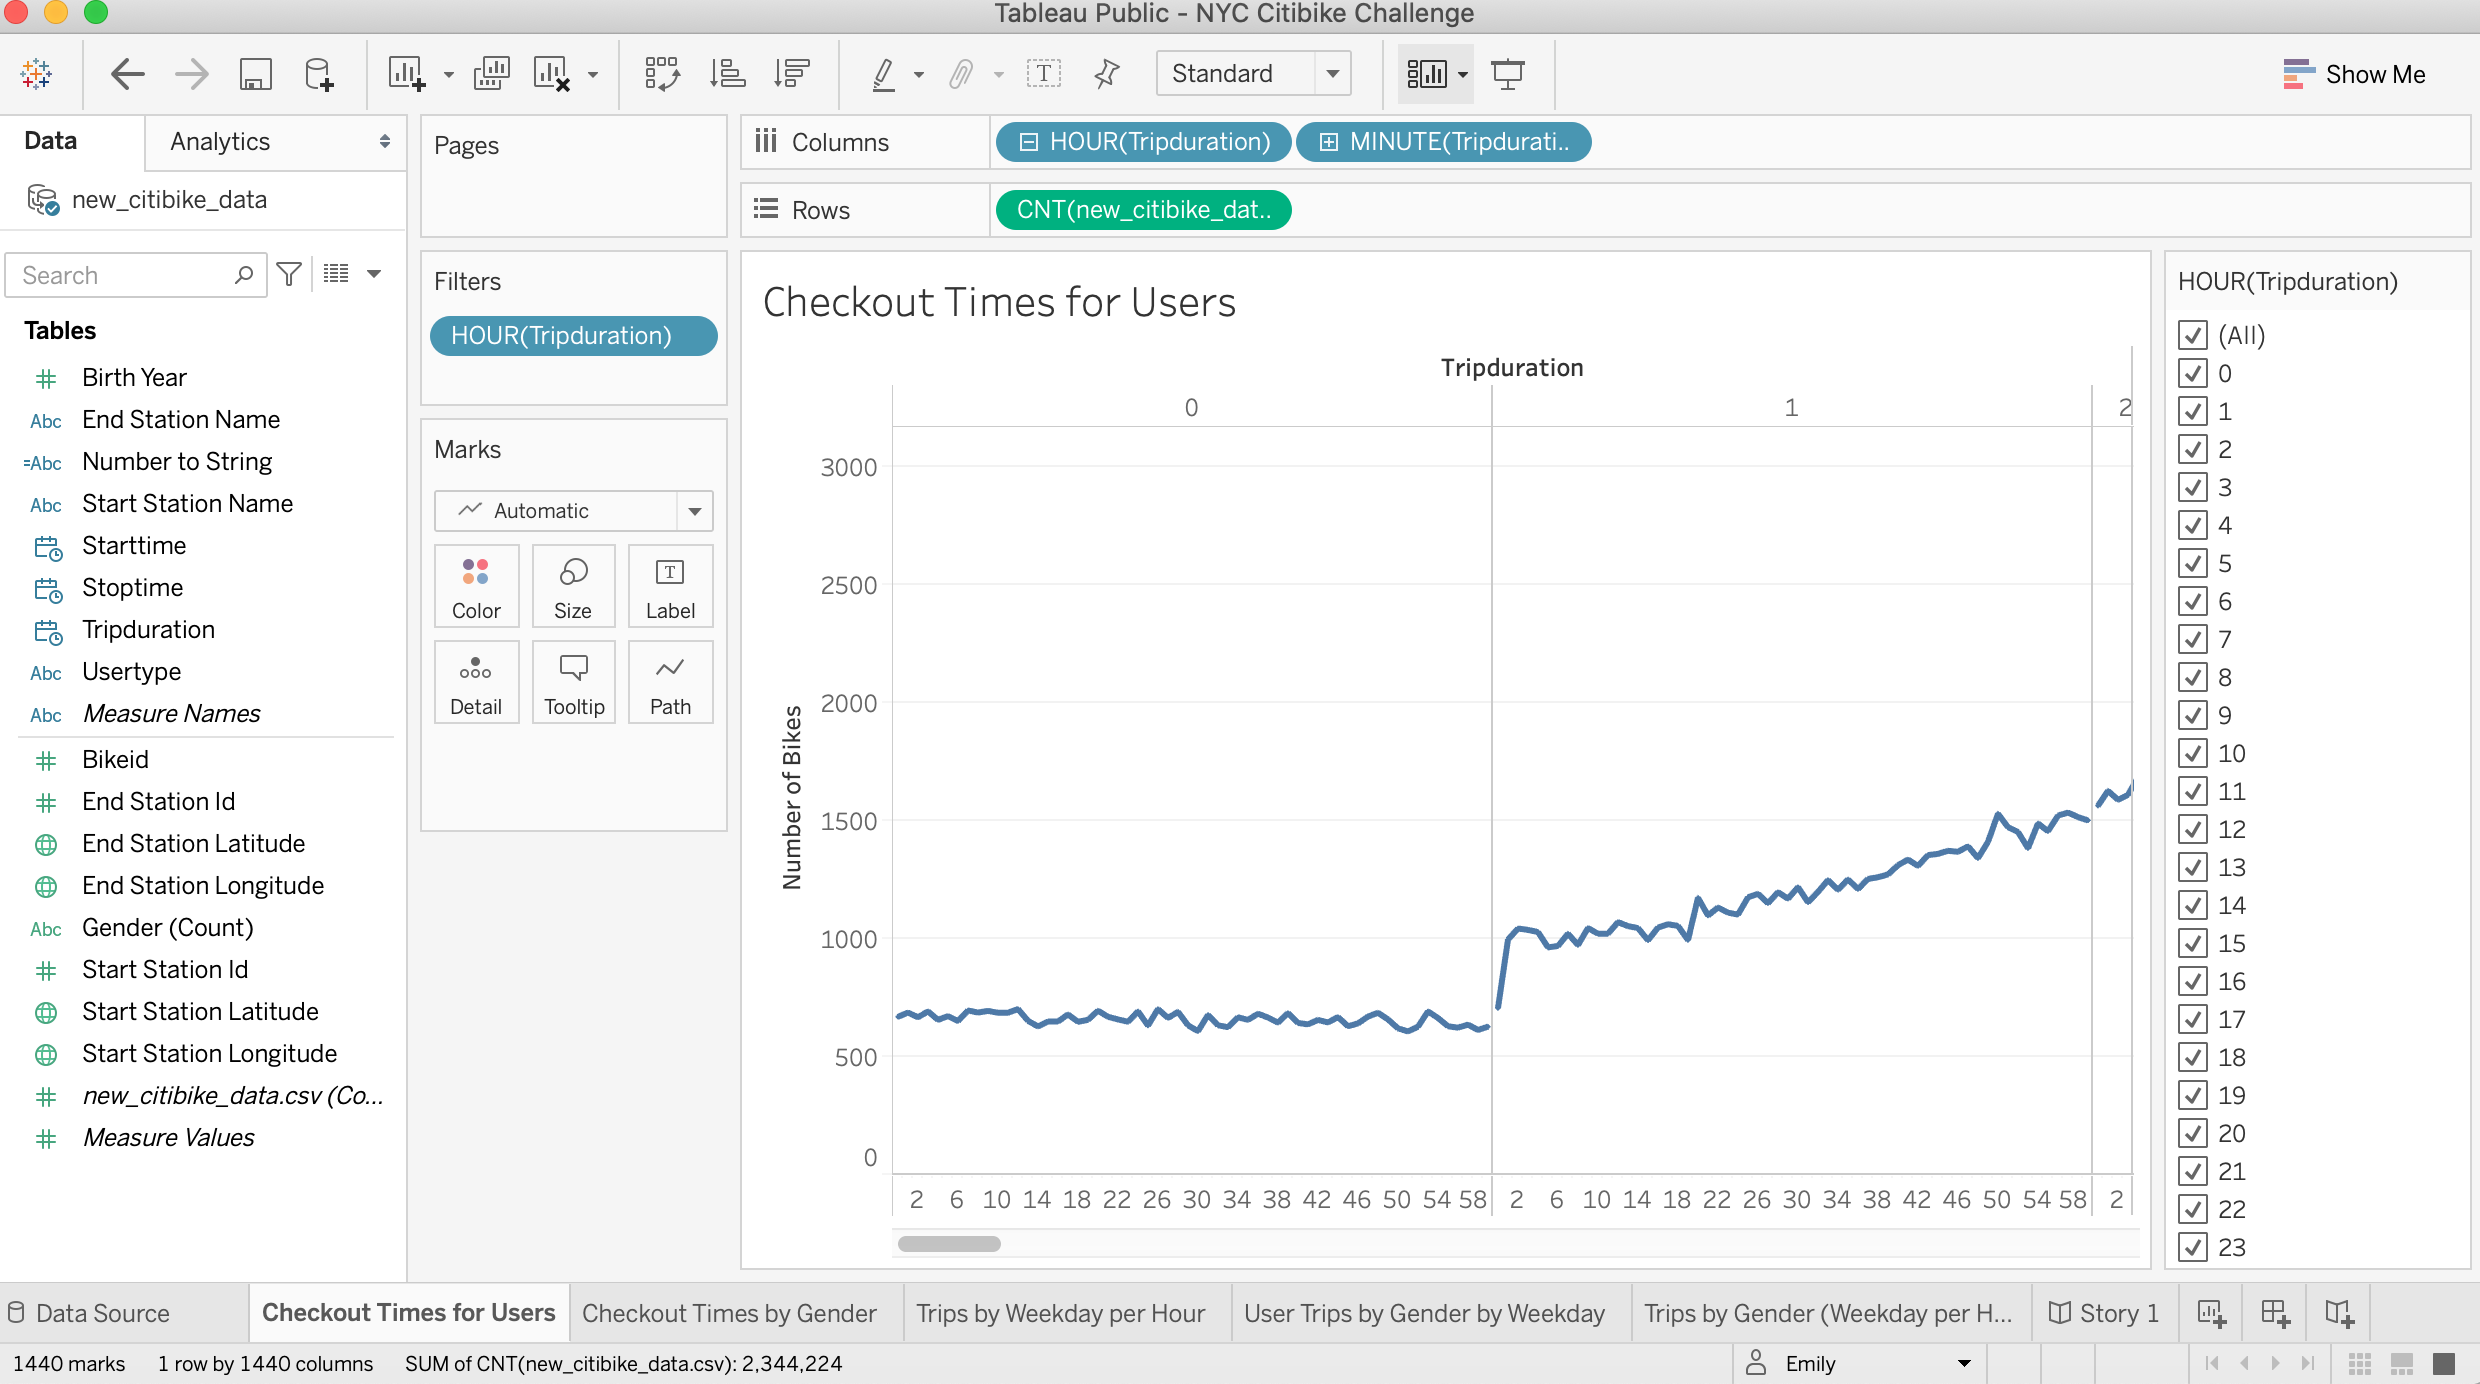 Tableau Public - NYC Citibike Challenge
Standard
Show Me
Data
Analytics
new_citibike_data
Search
Tables
Birth Year
Abc End Station Name
=Abc Number to String
Abc Start Station Name
Starttime
Stoptime
Tripduration
Abc Usertype
Abc Measure Names
Bikeid
End Station Id
End Station Latitude
End Station Longitude
Abc Gender (Count)
Start Station Id
Start Station Latitude
Start Station Longitude
new_citibike_data.csv (Co...
Measure Values
Pages
Filters
HOUR(Tripduration)
Marks
Automatic
Color Size Label
Detail Tooltip Path
Columns HOUR(Tripduration) MINUTE(Tripdurati..
Rows CNT(new_citibike_dat..
Checkout Times for Users
Tripduration
0 1 2
Number of Bikes
3000
2500
2000
1500
1000
500
0
2 6 10 14 18 22 26 30 34 38 42 46 50 54 58 2 6 10 14 18 22 26 30 34 38 42 46 50 54 58 2
HOUR(Tripduration)
(All)
0
1
2
3
4
5
6
7
8
9
10
11
12
13
14
15
16
17
18
19
20
21
22
23
Data Source Checkout Times for Users Checkout Times by Gender Trips by Weekday per Hour User Trips by Gender by Weekday Trips by Gender (Weekday per H... Story 1
1440 marks 1 row by 1440 columns SUM of CNT(new_citibike_data.csv): 2,344,224 Emily